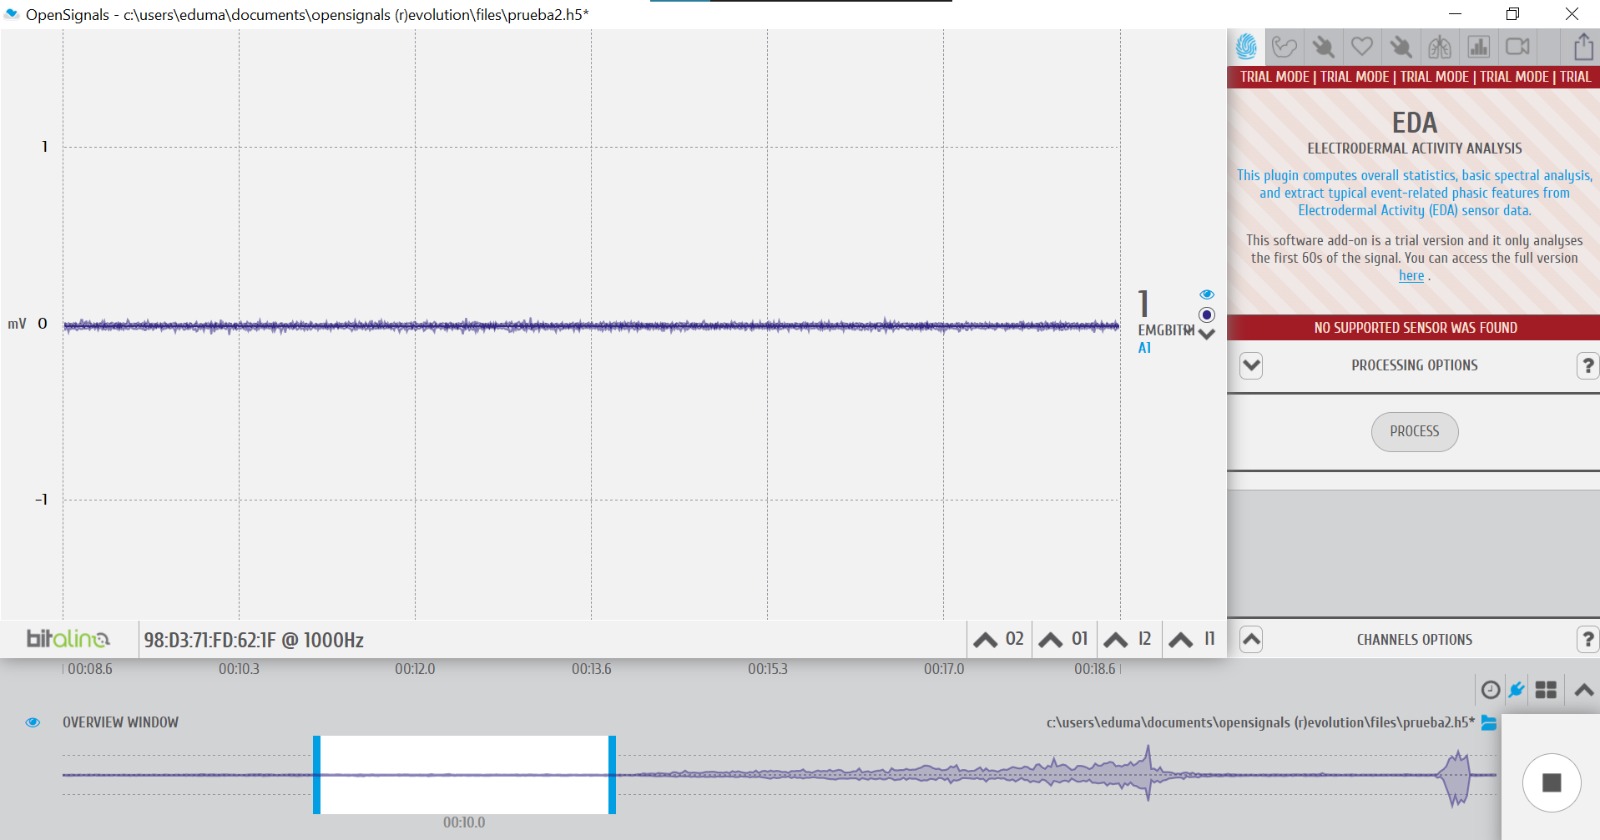 OpenSignals - c:\users\eduma\documents\opensignals (r)evolution\files\prueba2.h5*
TRIAL MODE | TRIAL MODE | TRIAL MODE | TRIAL MODE | TRIAL
EDA
ELECTRODERMAL ACTIVITY ANALYSIS
This plugin computes overall statistics, basic spectral analysis,
and extract typical event-related phasic features from
Electrodermal Activity (EDA) sensor data.
This software add-on is a trial version and it only analyses
the first 60s of the signal. You can access the full version
here .
NO SUPPORTED SENSOR WAS FOUND
PROCESSING OPTIONS
?
PROCESS
CHANNELS OPTIONS
?
1
mV 0
-1
1
EMGBITRH
A1
bitalino
98:D3:71:FD:62:1F @ 1000Hz
O2
O1
I2
I1
00:08.6
00:10.3
00:12.0
00:13.6
00:15.3
00:17.0
00:18.6
OVERVIEW WINDOW
c:\users\eduma\documents\opensignals (r)evolution\files\prueba2.h5*
00:10.0